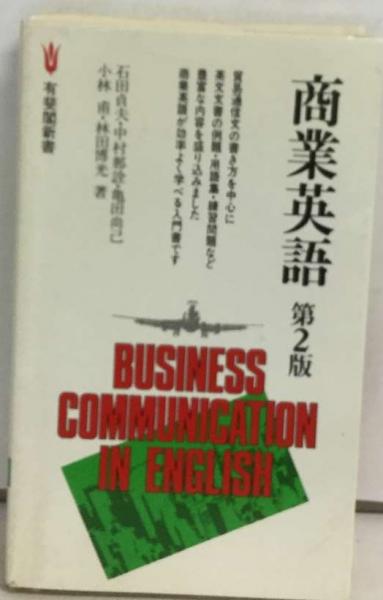 商業英語 第2版
貿易通信文の書き方を中心に
英文文書の例題・用語集・練習問題など
豊富な内容を盛り込みました
商業英語が効率よく学べる入門書です
石田貞夫・中村那詮・亀田尚己
小林 甫・林田博光 著
有斐閣新書
BUSINESS
COMMUNICATION
IN ENGLISH